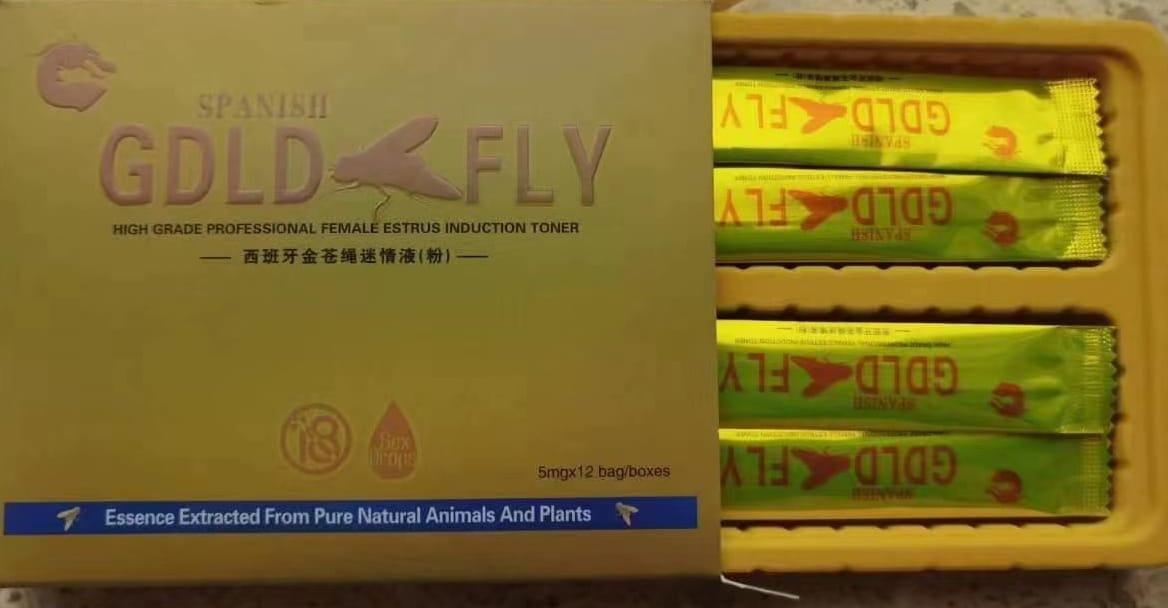 SPANISH
GDLD FLY
HIGH GRADE PROFESSIONAL FEMALE ESTRUS INDUCTION TONER
西班牙金苍绳迷情液(粉)
18
Sex
Drops
5mgx12 bag/boxes
Essence Extracted From Pure Natural Animals And Plants
SPANISH
GDLD FLY
SPANISH
GDLD FLY
SPANISH
GDLD FLY
SPANISH
GDLD FLY